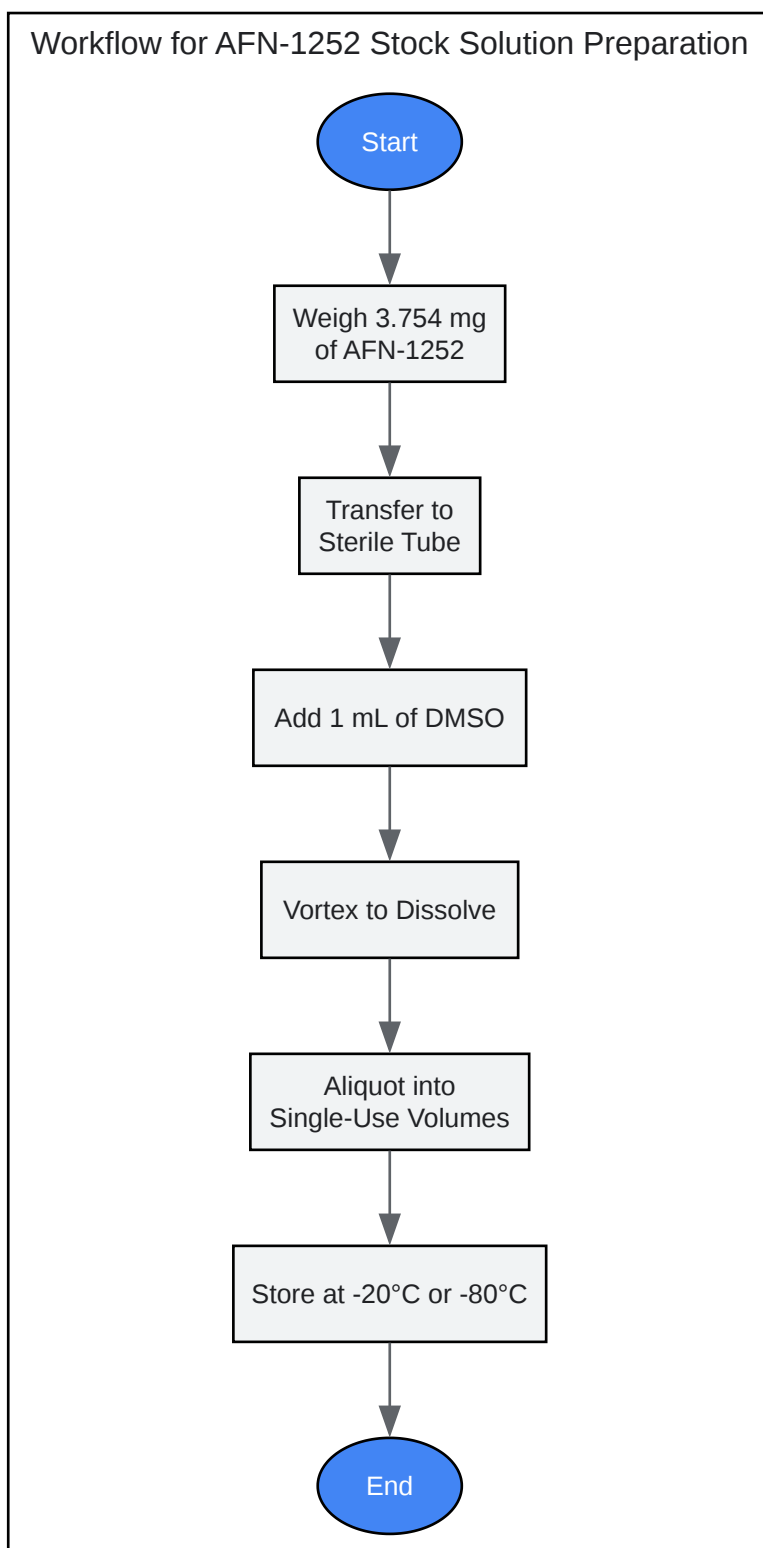 Workflow for AFN-1252 Stock Solution Preparation
Start
Weigh 3.754 mg
of AFN-1252
Transfer to
Sterile Tube
Add 1 mL of DMSO
Vortex to Dissolve
Aliquot into
Single-Use Volumes
Store at -20°C or -80°C
End